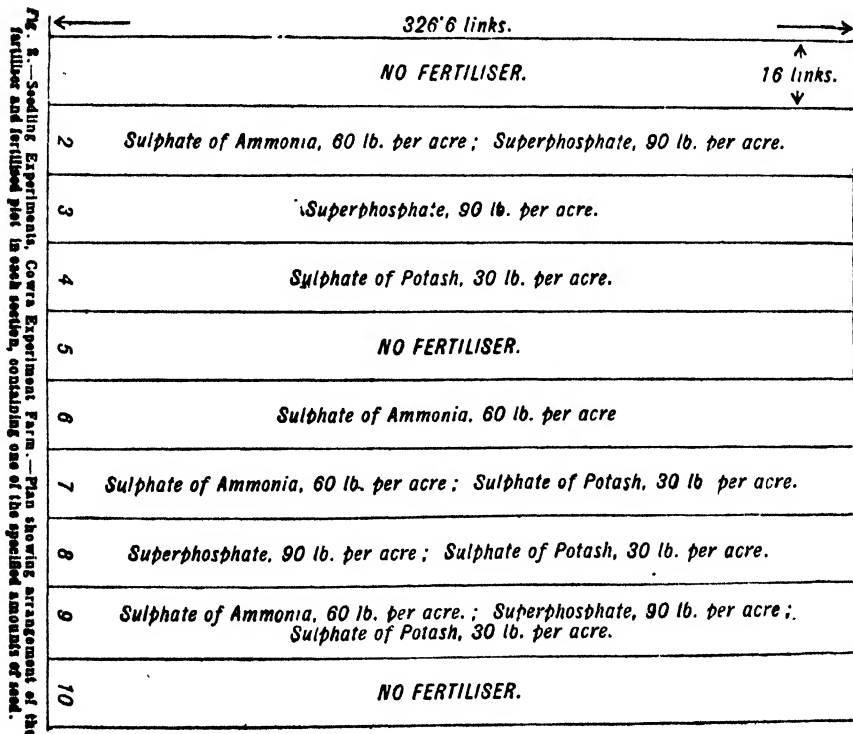 326·6 links.
NO FERTILISER.
16 links.
2 Sulphate of Ammonia, 60 lb. per acre; Superphosphate, 90 lb. per acre.
3 Superphosphate, 90 lb. per acre.
4 Sulphate of Potash, 30 lb. per acre.
5 NO FERTILISER.
6 Sulphate of Ammonia. 60 lb. per acre
7 Sulphate of Ammonia, 60 lb. per acre; Sulphate of Potash, 30 lb per acre.
8 Superphosphate, 90 lb. per acre; Sulphate of Potash, 30 lb. per acre.
9 Sulphate of Ammonia, 60 lb. per acre.; Superphosphate, 90 lb. per acre;
Sulphate of Potash, 30 lb. per acre.
10 NO FERTILISER.
Fig. 2.—Seedling Experiments, Cowra Experiment Farm.—Plan showing arrangement of the
fertiliser and fertilised plot in each section, containing one of the specified amounts of seed.